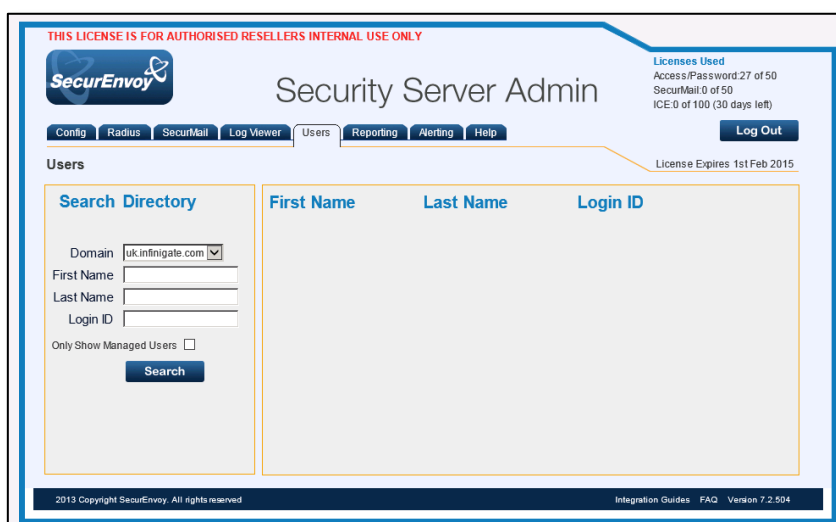 THIS LICENSE IS FOR AUTHORISED RESELLERS INTERNAL USE ONLY
SecurEnvoy
Security Server Admin
Licenses Used
Access/Password:27 of 50
SecurMail:0 of 50
ICE:0 of 100 (30 days left)
Log Out
Config Radius SecurMail Log Viewer Users Reporting Alerting Help
Users
License Expires 1st Feb 2015
Search Directory
Domain uk.infinigate.com
First Name
Last Name
Login ID
Only Show Managed Users
Search
First Name Last Name Login ID
2013 Copyright SecurEnvoy. All rights reserved
Integration Guides FAQ Version 7.2.504